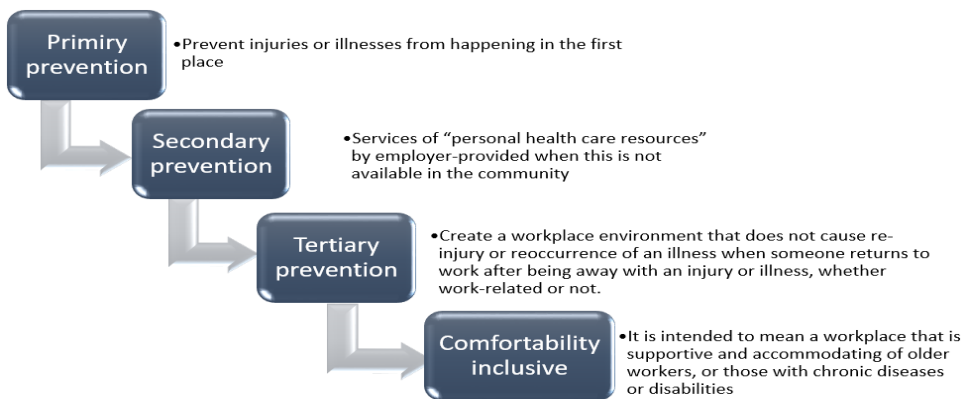 Primiry
prevention
•Prevent injuries or illnesses from happening in the first
place
Secondary
prevention
•Services of “personal health care resources”
by employer-provided when this is not
available in the community
Tertiary
prevention
•Create a workplace environment that does not cause re-
injury or reoccurrence of an illness when someone returns to
work after being away with an injury or illness, whether
work-related or not.
Comfortability
inclusive
•It is intended to mean a workplace that is
supportive and accommodating of older
workers, or those with chronic diseases
or disabilities